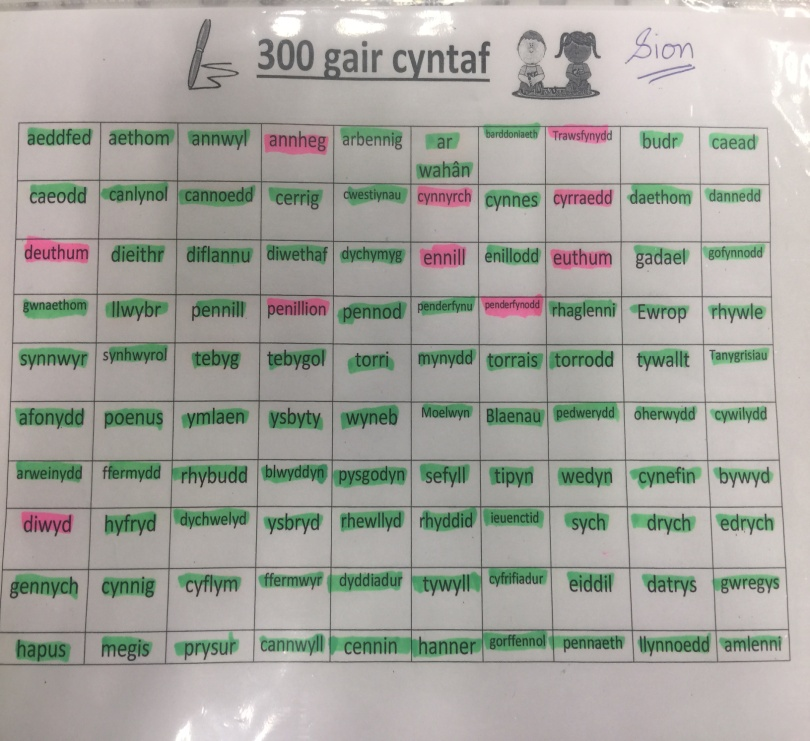 300 gair cyntaf
Sion
aeddfed aethom annwyl annheg arbennig ar wahân barddoniaeth Trawsfynydd budr caead
caeodd canlynol cannoedd cerrig cwestiynau cynnyrch cynnes cyrraedd daethom dannedd
deuthum dieithr diflannu diwethaf dychymyg ennill enillodd euthum gadael gofynnodd
gwnaethom llwybr pennill penillion pennod penderfynu penderfynodd rhaglenni Ewrop rhywle
synnwyr synhwyrol tebyg tebygol torri mynydd torrais torrodd tywallt Tanygrisiau
afonydd poenus ymlaen ysbyty wyneb Moelwyn Blaenau pedwerydd oherwydd cywilydd
arweinydd ffermydd rhybudd blwyddyn pysgodyn sefyll tipyn wedyn cynefin bywyd
diwyd hyfryd dychwelyd ysbryd rhewllyd rhyddid ieuenctid sych drych edrych
gennych cynnig cyflym ffermwyr dyddiadur tywyll cyfrifiadur eiddil datrys gwregys
hapus megis prysur cannwyll cennin hanner gorffennol pennaeth llynnoedd amlenni